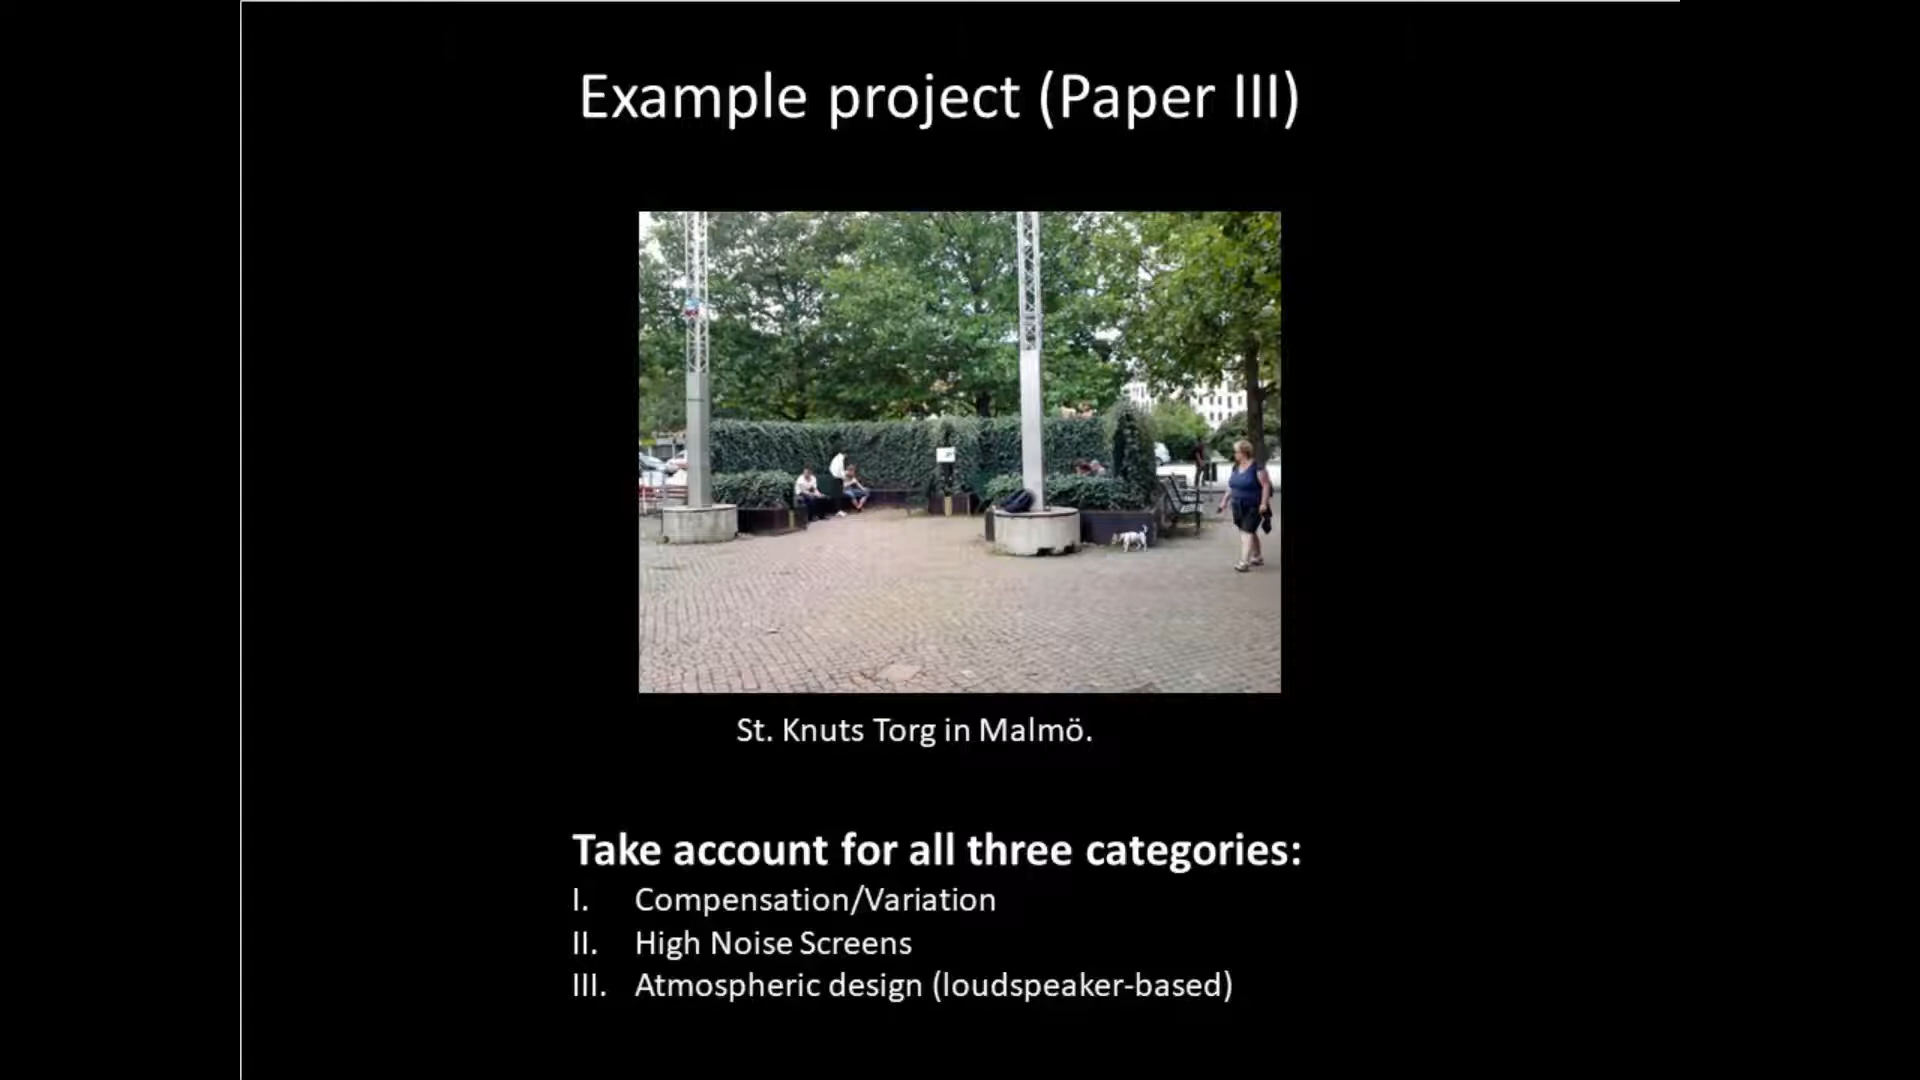 Example project (Paper III)
St. Knuts Torg in Malmö.
Take account for all three categories:
I. Compensation/Variation
II. High Noise Screens
III. Atmospheric design (loudspeaker-based)